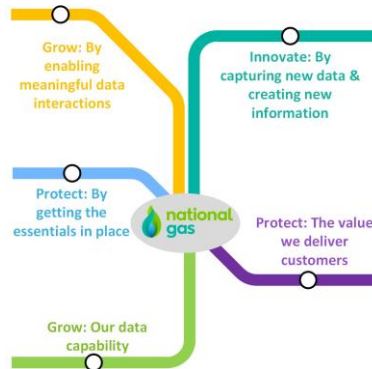 Grow: By
enabling
meaningful data
interactions
Innovate: By
capturing new data &
creating new
information
Protect: By
getting the
essentials in place
national
gas
Protect: The value
we deliver
customers
Grow: Our data
capability